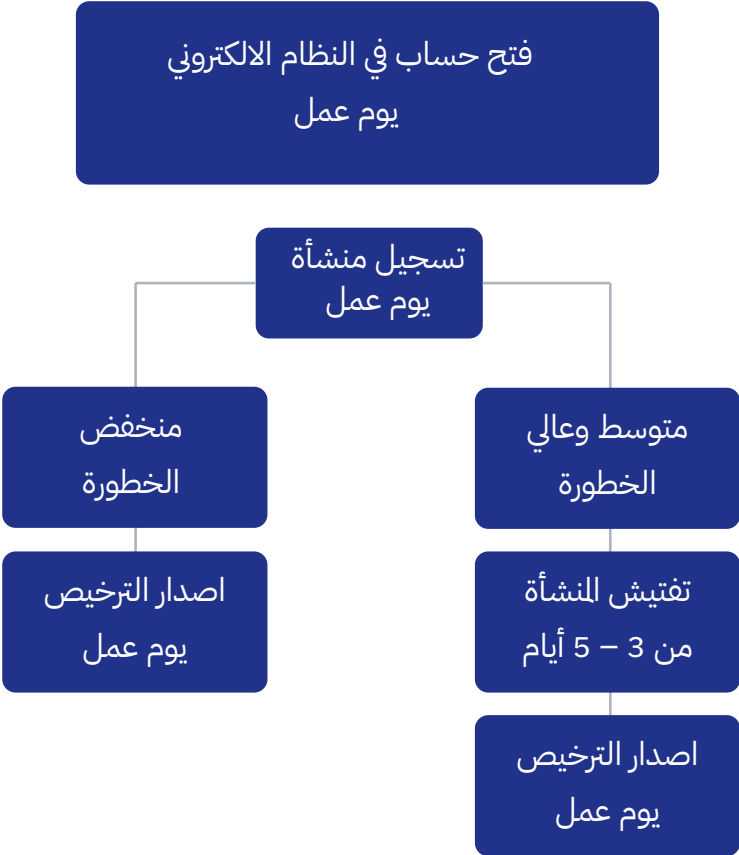 فتح حساب في النظام الالكتروني
يوم عمل
تسجيل منشأة
يوم عمل
متوسط وعالي
الخطورة
تفتيش المنشأة
من 3 – 5 أيام
اصدار الترخيص
يوم عمل
منخفض
الخطورة
اصدار الترخيص
يوم عمل